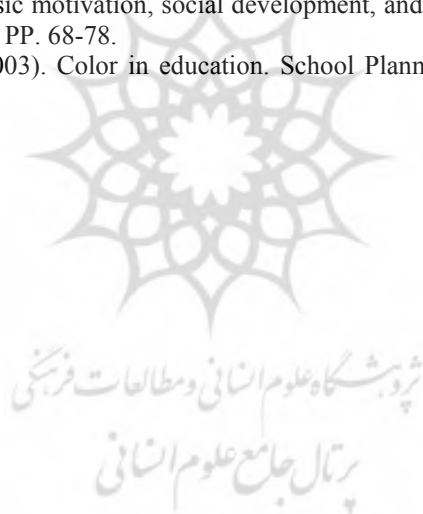 sic motivation, social development, and
PP. 68-78.
003). Color in education. School Plann
پژوهشگاه علوم انسانی و مطالعات فرهنگی
پرتال جامع علوم انسانی